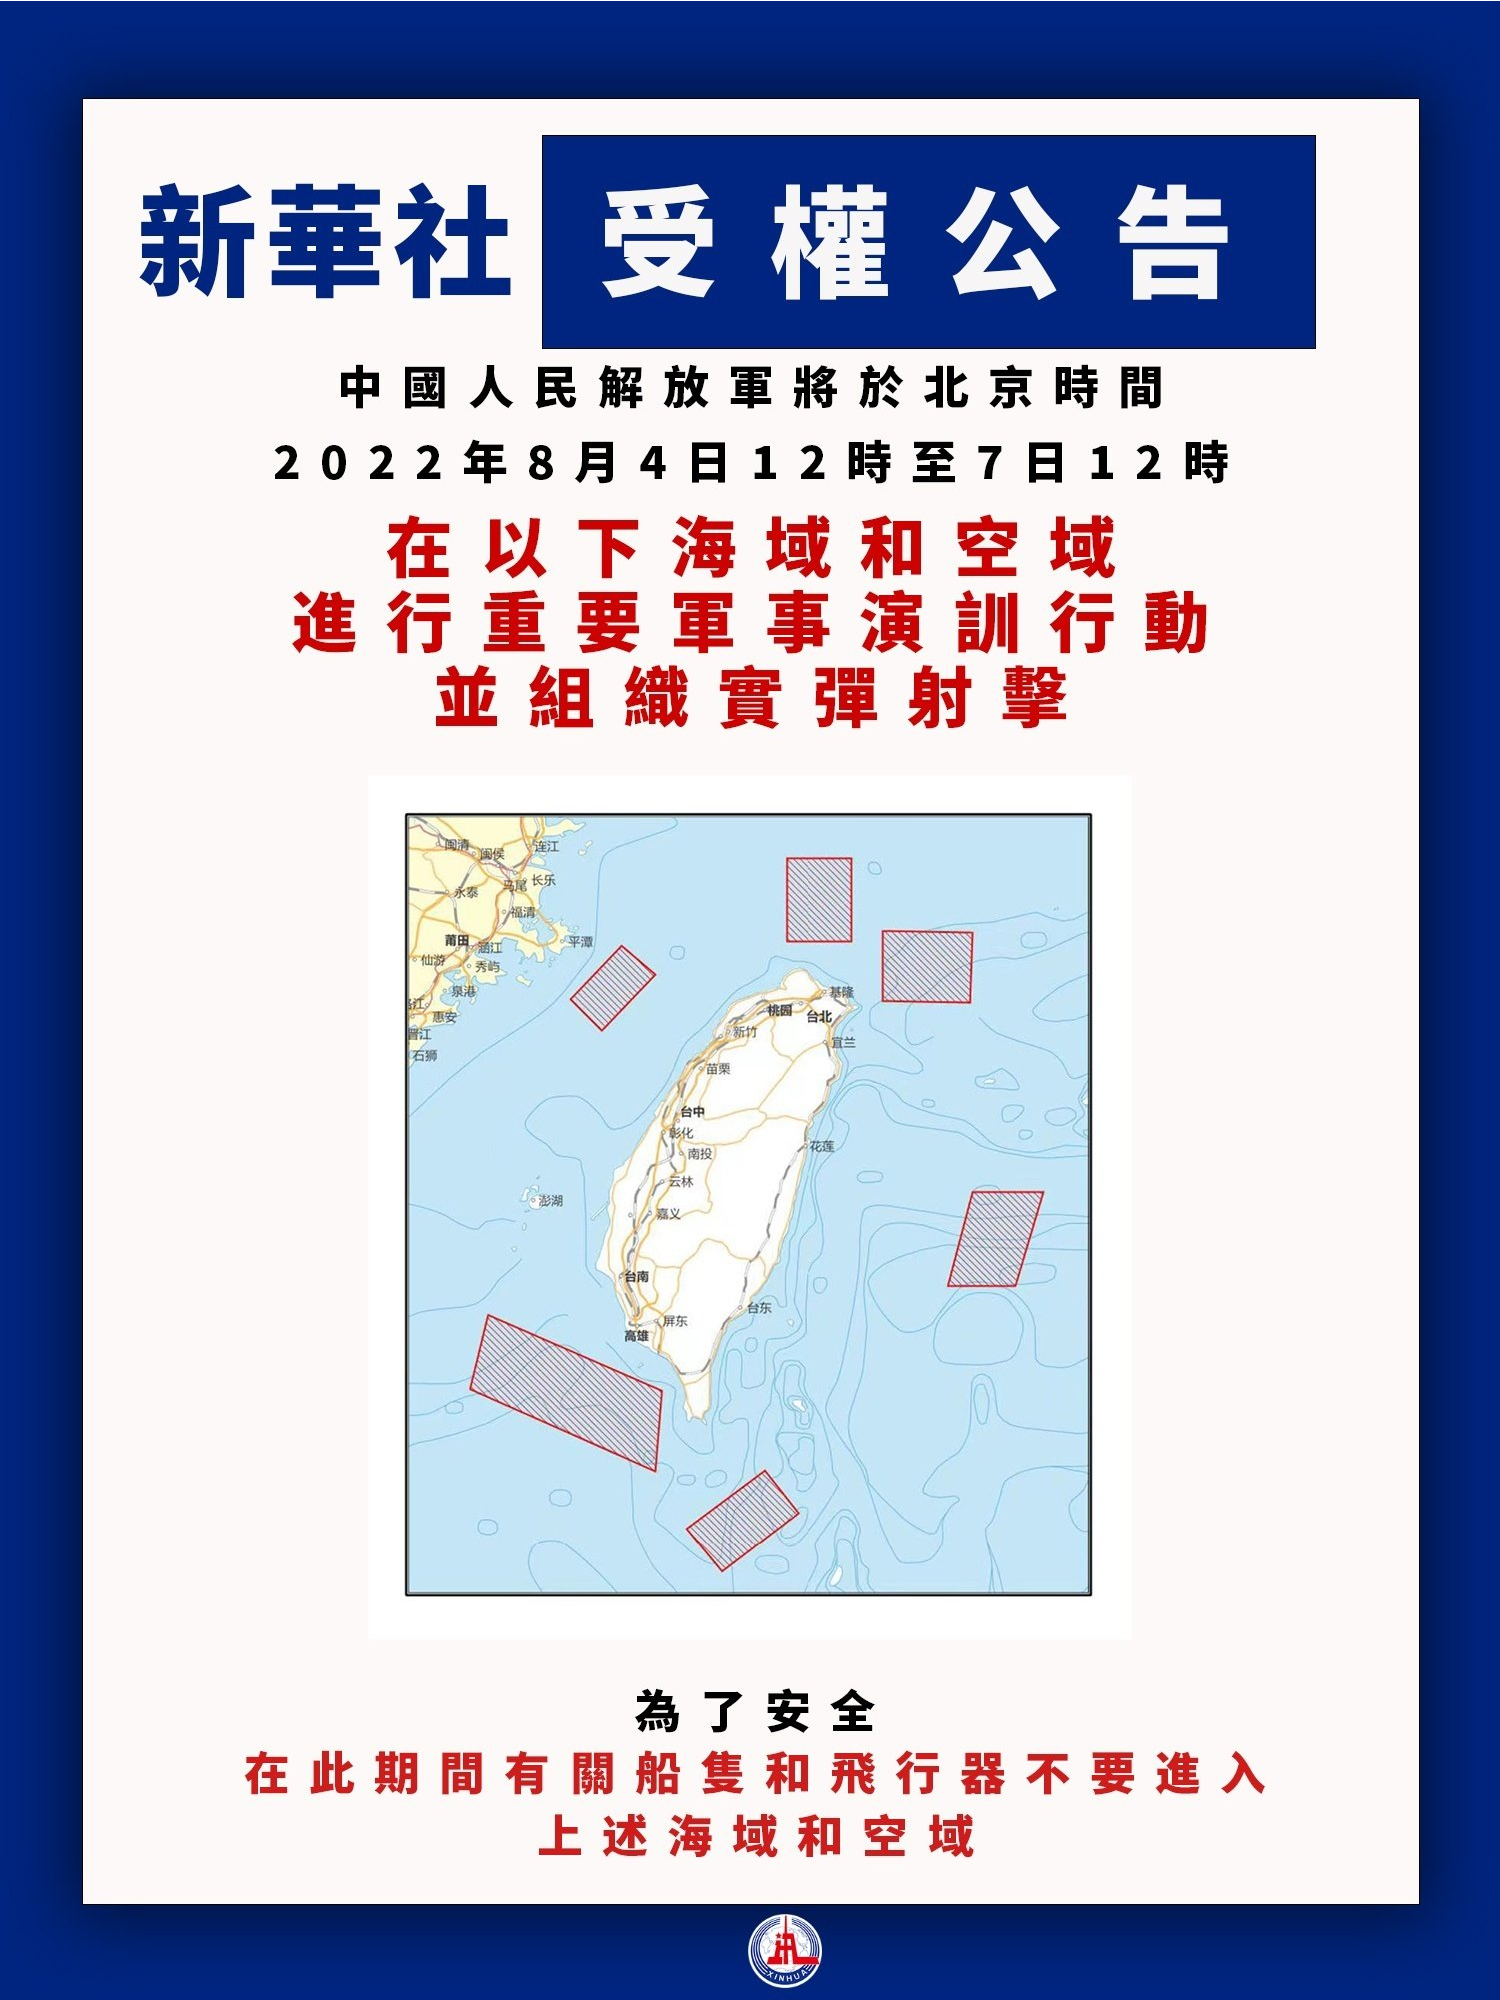 新華社 受權公告
中國人民解放軍將於北京時間
2022年8月4日12時至7日12時
在以下海域和空域
進行重要軍事演訓行動
並組織實彈射擊
闽清
闽侯
连江
永泰
马尾
长乐
福清
莆田
涵江
平潭
仙游
秀屿
泉港
惠安
晋江
石狮
基隆
桃园
台北
新竹
宜兰
苗栗
台中
彰化
南投
花莲
云林
澎湖
嘉义
台南
台东
屏东
高雄
為了安全
在此期間有關船隻和飛行器不要進入
上述海域和空域
XINHUA